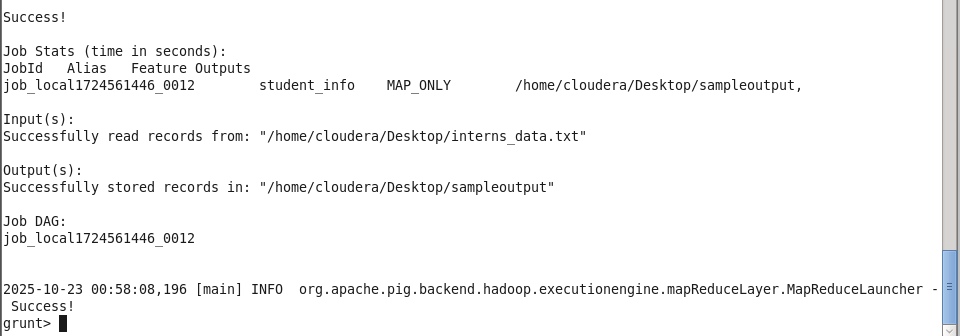 Success!
Job Stats (time in seconds):
JobId   Alias   Feature Outputs
job_local1724561446_0012        student_info    MAP_ONLY        /home/cloudera/Desktop/sampleoutput,
Input(s):
Successfully read records from: "/home/cloudera/Desktop/interns_data.txt"
Output(s):
Successfully stored records in: "/home/cloudera/Desktop/sampleoutput"
Job DAG:
job_local1724561446_0012
2025-10-23 00:58:08,196 [main] INFO  org.apache.pig.backend.hadoop.executionengine.mapReduceLayer.MapReduceLauncher -
 Success!
grunt>